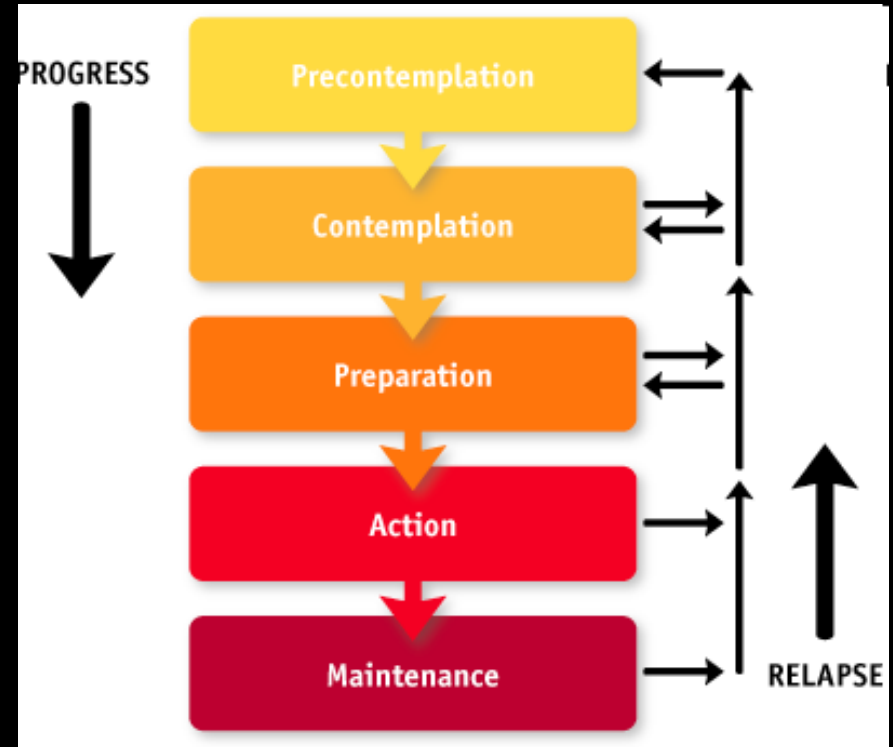 PROGRESS
Precontemplation
Contemplation
Preparation
Action
Maintenance
RELAPSE